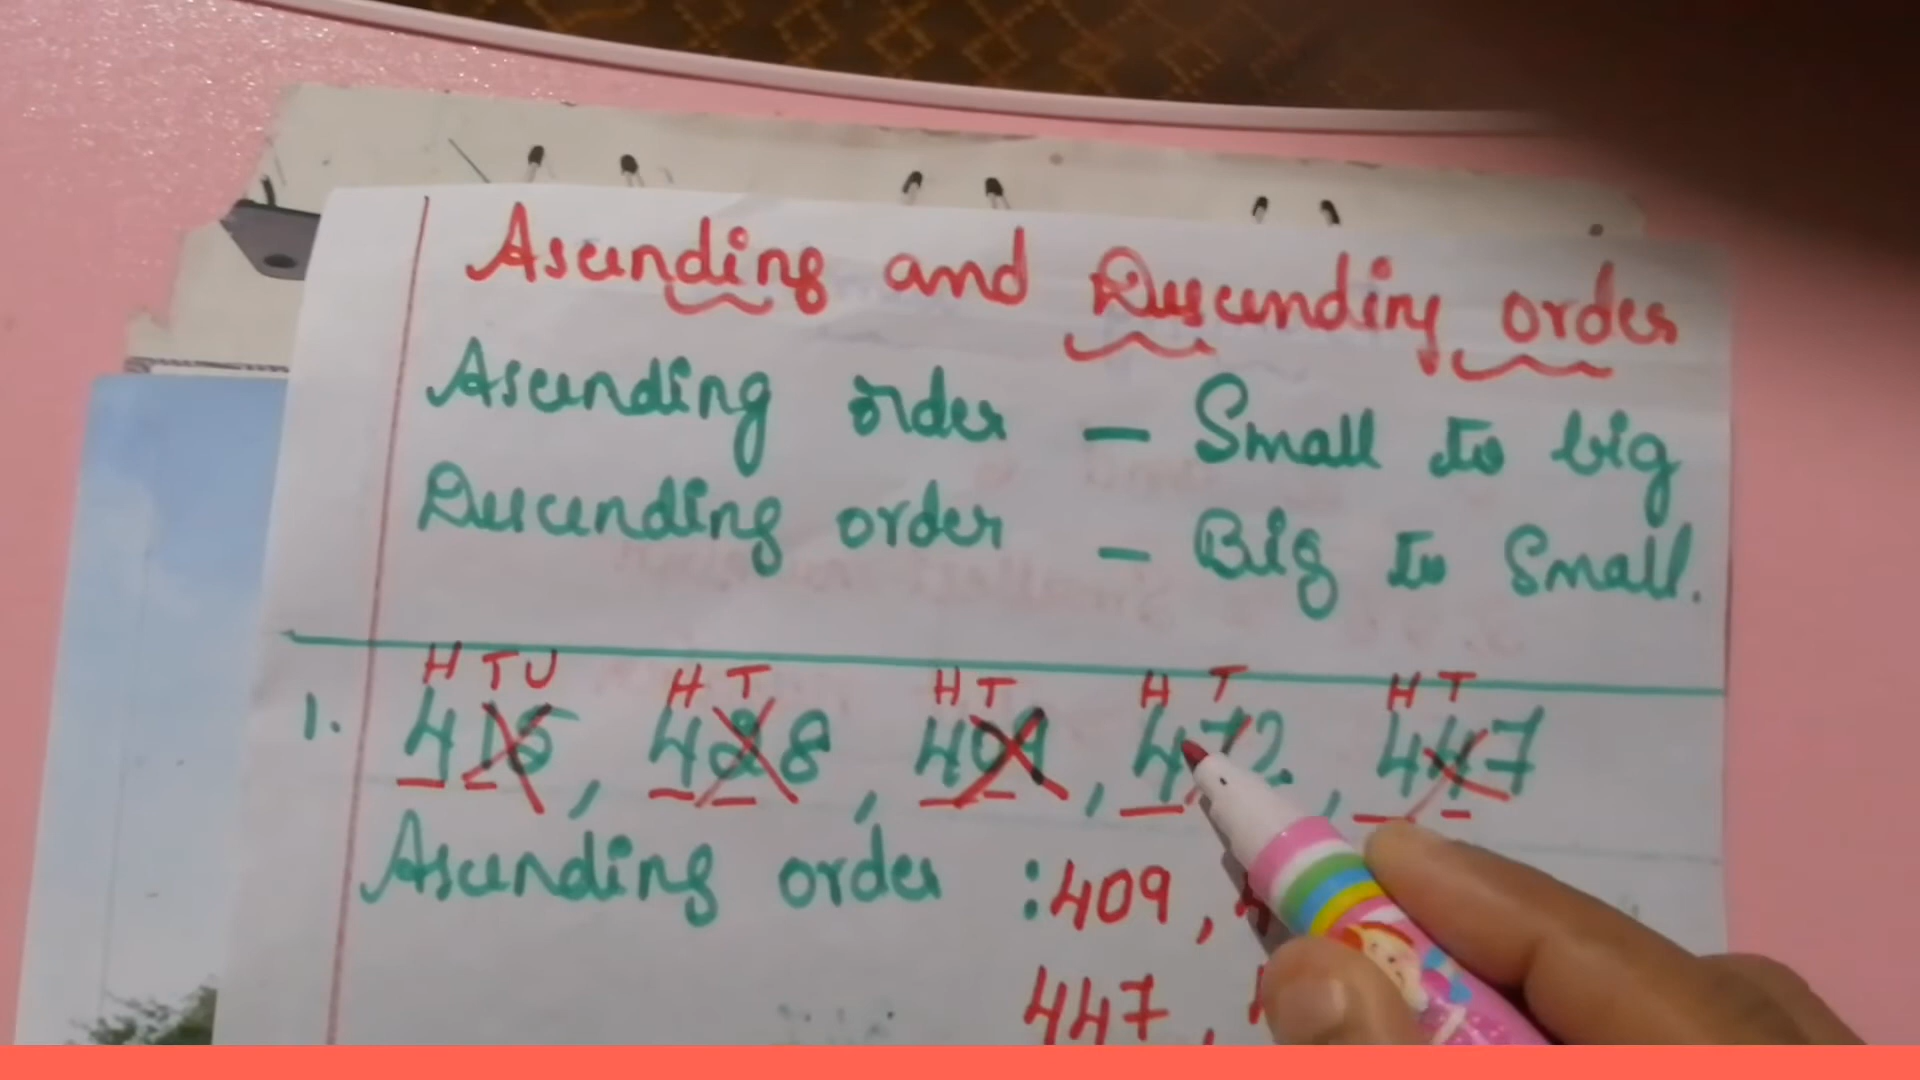 Ascending and Descending order
Ascending order - Small to big
Descending order - Big to Small.
H T U H T H T H T H T
1. 415, 428, 409, 472, 447
Ascending order : 409,
447,